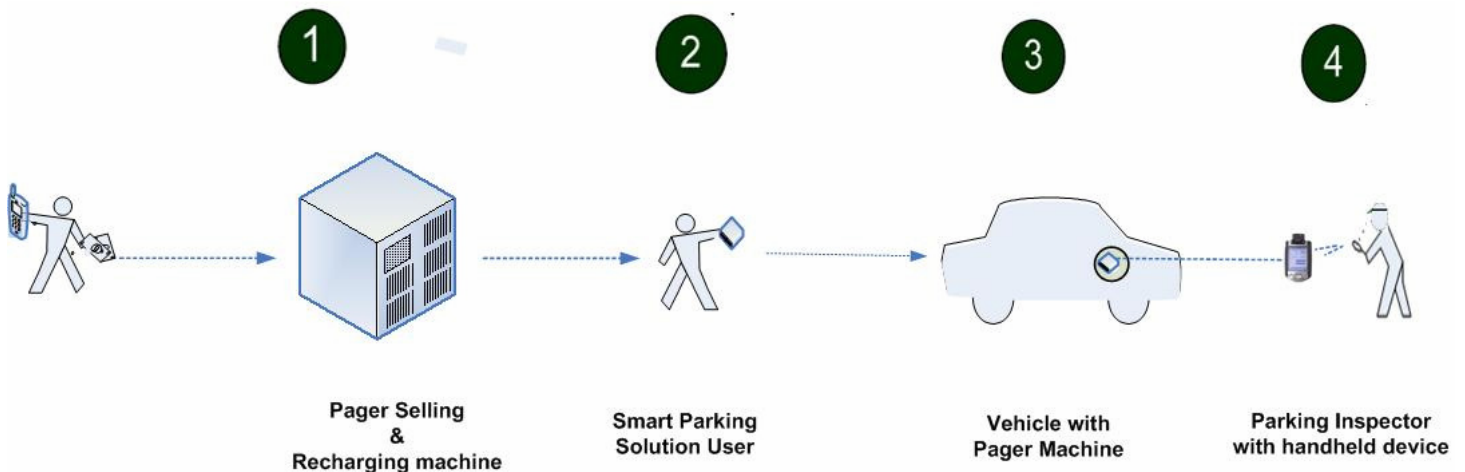 1
2
3
4
Pager Selling
&
Recharging machine
Smart Parking
Solution User
Vehicle with
Pager Machine
Parking Inspector
with handheld device